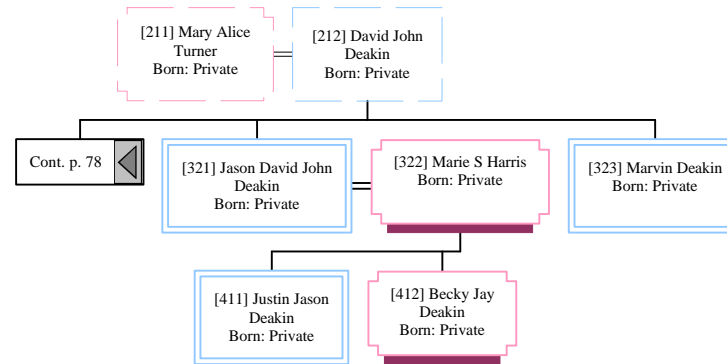 [211] Mary Alice
Turner
Born: Private
[212] David John
Deakin
Born: Private
Cont. p. 78
[321] Jason David John
Deakin
Born: Private
[322] Marie S Harris
Born: Private
[323] Marvin Deakin
Born: Private
[411] Justin Jason
Deakin
Born: Private
[412] Becky Jay
Deakin
Born: Private